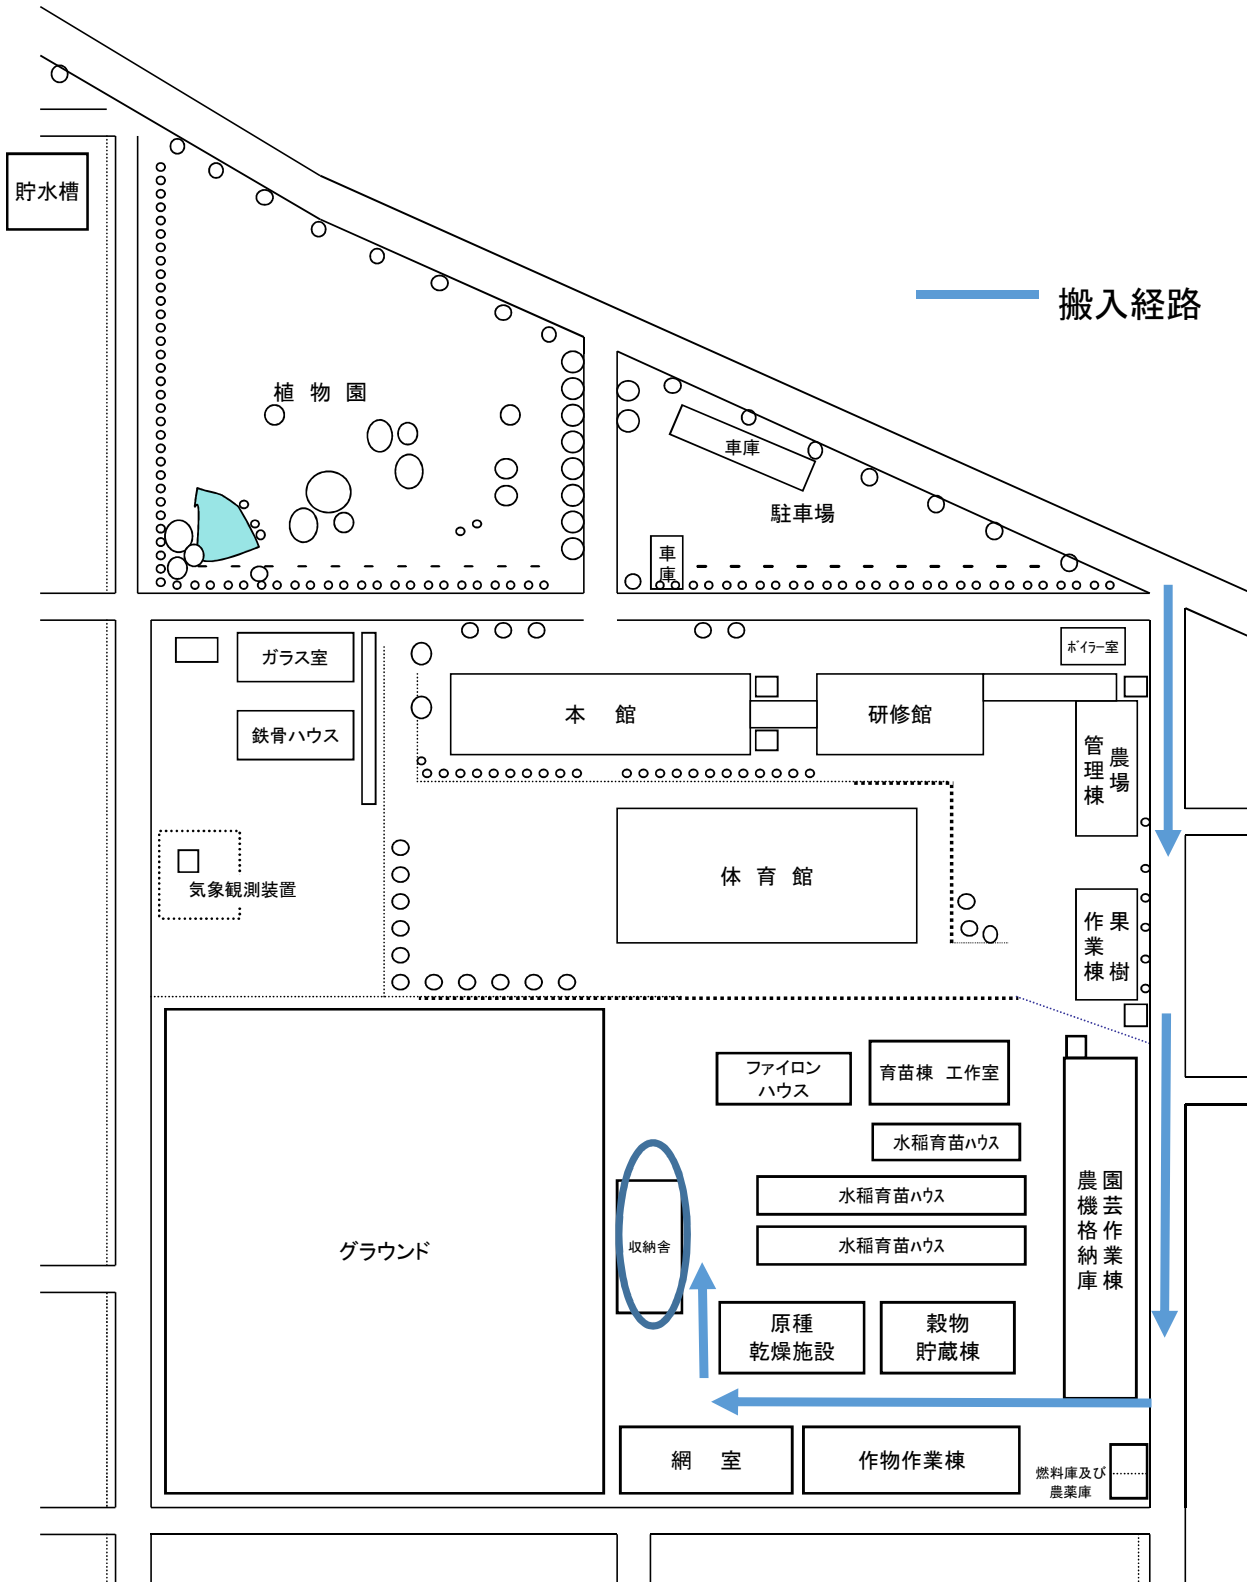 貯水槽
搬入経路
植物園
車庫
駐車場
車庫
ガラス室
ボイラー室
本館
研修館
鉄骨ハウス
農場
管理棟
体育館
気象観測装置
果樹
作業棟
ファイロン
ハウス
育苗棟 工作室
水稲育苗ハウス
水稲育苗ハウス
水稲育苗ハウス
園芸作業棟
農機格納庫
グラウンド
収納舎
原種
乾燥施設
穀物
貯蔵棟
網室
作物作業棟
燃料庫及び
農薬庫